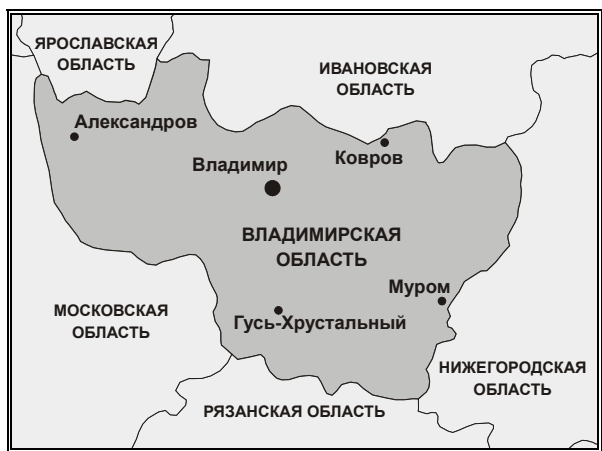 ЯРОСЛАВСКАЯ
ОБЛАСТЬ
ИВАНОВСКАЯ
ОБЛАСТЬ
Александров
Ковров
Владимир
ВЛАДИМИРСКАЯ
ОБЛАСТЬ
Муром
МОСКОВСКАЯ
ОБЛАСТЬ
Гусь-Хрустальный
НИЖЕГОРОДСКАЯ
ОБЛАСТЬ
РЯЗАНСКАЯ ОБЛАСТЬ